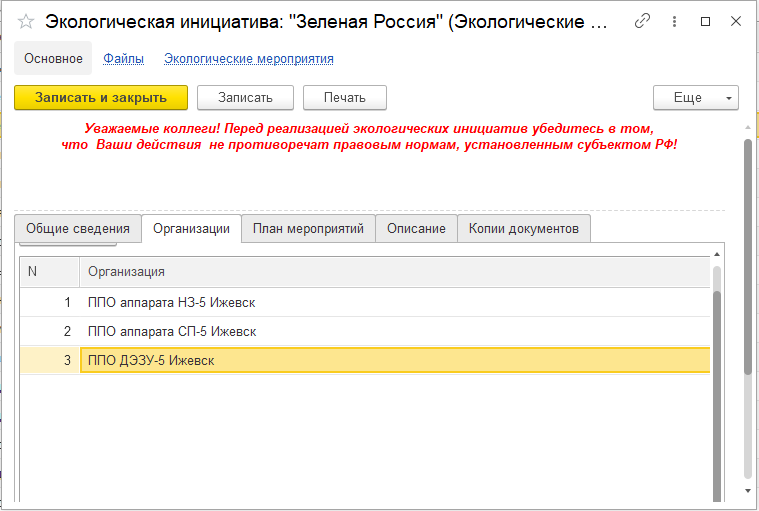 Экологическая инициатива: "Зеленая Россия" (Экологические ...
Основное Файлы Экологические мероприятия
Записать и закрыть Записать Печать Еще
Уважаемые коллеги! Перед реализацией экологических инициатив убедитесь в том,
что Ваши действия не противоречат правовым нормам, установленным субъектом РФ!
Общие сведения Организации План мероприятий Описание Копии документов
N Организация
1 ППО аппарата НЗ-5 Ижевск
2 ППО аппарата СП-5 Ижевск
3 ППО ДЭЗУ-5 Ижевск